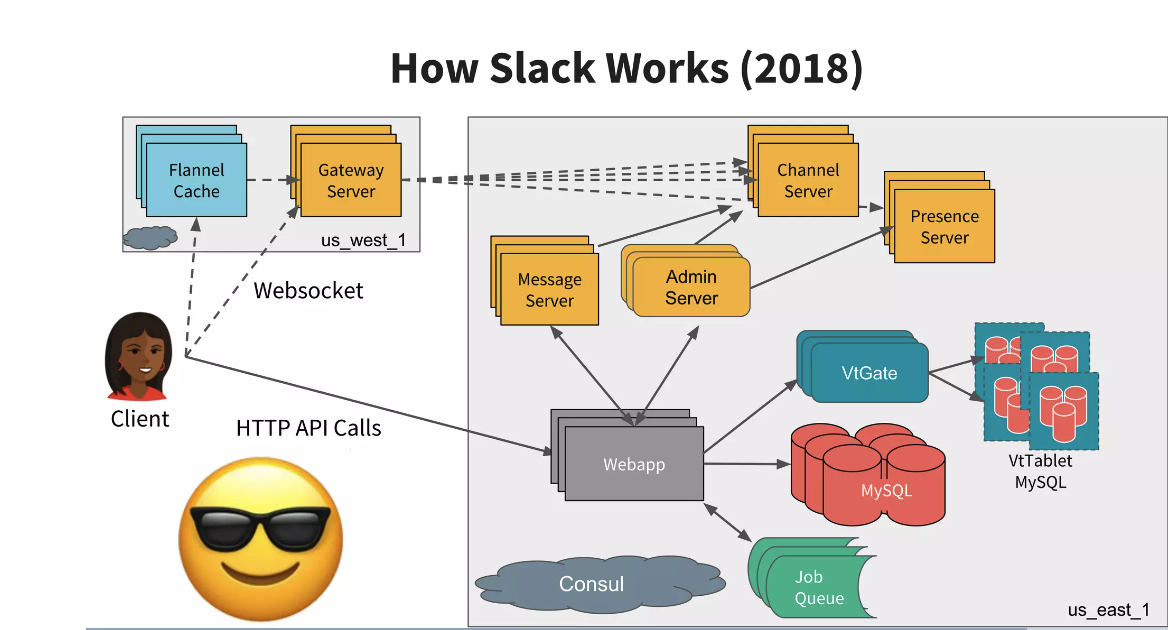 How Slack Works (2018)
Flannel
Cache
Gateway
Server
us_west_1
Channel
Server
Presence
Server
Message
Server
Admin
Server
Websocket
Client
HTTP API Calls
VtGate
VtTablet
MySQL
Webapp
MySQL
Consul
Job
Queue
us_east_1